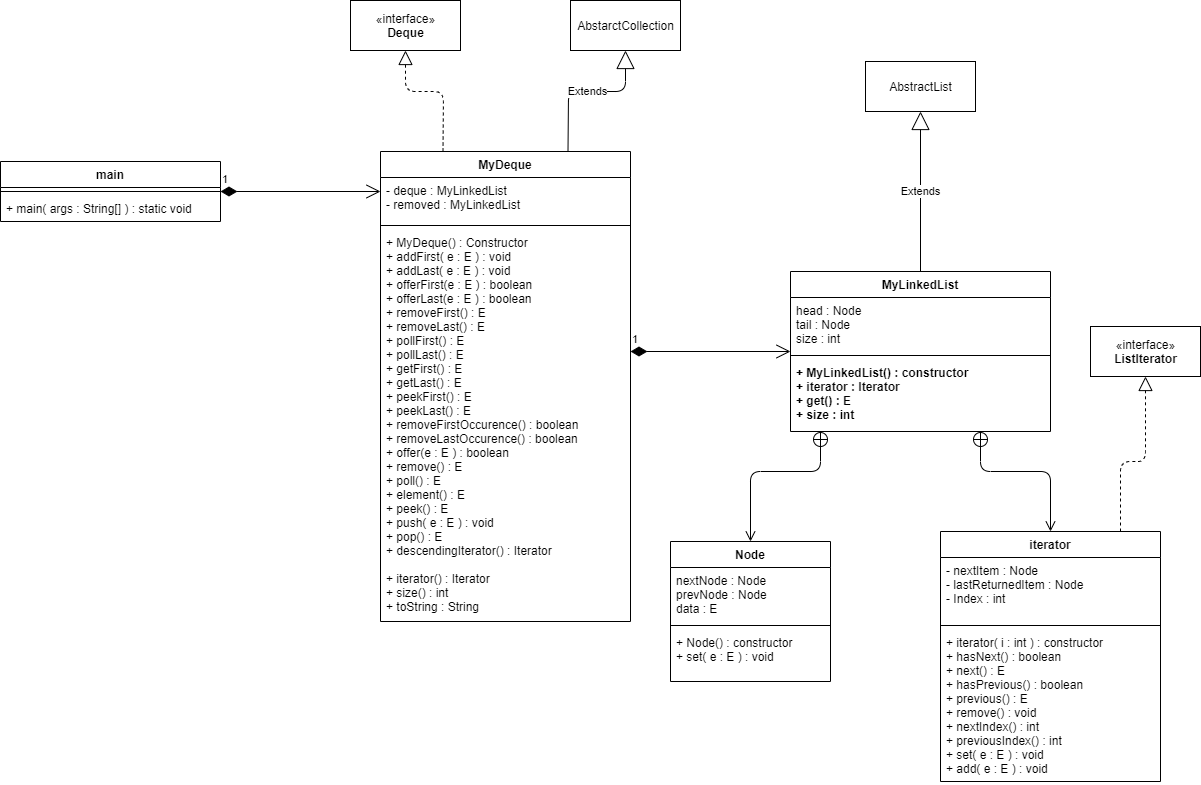 «interface»
Deque
AbstarctCollection
Extends
AbstractList
Extends
main
+ main( args : String[] ) : static void
1
MyDeque
- deque : MyLinkedList
- removed : MyLinkedList
+ MyDeque() : Constructor
+ addFirst( e : E ) : void
+ addLast( e : E ) : void
+ offerFirst(e : E ) : boolean
+ offerLast(e : E ) : boolean
+ removeFirst() : E
+ removeLast() : E
+ pollFirst() : E
+ pollLast() : E
+ getFirst() : E
+ getLast() : E
+ peekFirst() : E
+ peekLast() : E
+ removeFirstOccurence() : boolean
+ removeLastOccurence() : boolean
+ offer(e : E ) : boolean
+ remove() : E
+ poll() : E
+ element() : E
+ peek() : E
+ push( e : E ) : void
+ pop() : E
+ descendingIterator() : Iterator
+ iterator() : Iterator
+ size() : int
+ toString : String
1
MyLinkedList
head : Node
tail : Node
size : int
+ MyLinkedList() : constructor
+ iterator : Iterator
+ get() : E
+ size : int
«interface»
ListIterator
Node
nextNode : Node
prevNode : Node
data : E
+ Node() : constructor
+ set( e : E ) : void
iterator
- nextItem : Node
- lastReturnedItem : Node
- Index : int
+ iterator( i : int ) : constructor
+ hasNext() : boolean
+ next() : E
+ hasPrevious() : boolean
+ previous() : E
+ remove() : void
+ nextIndex() : int
+ previousIndex() : int
+ set( e : E ) : void
+ add( e : E ) : void